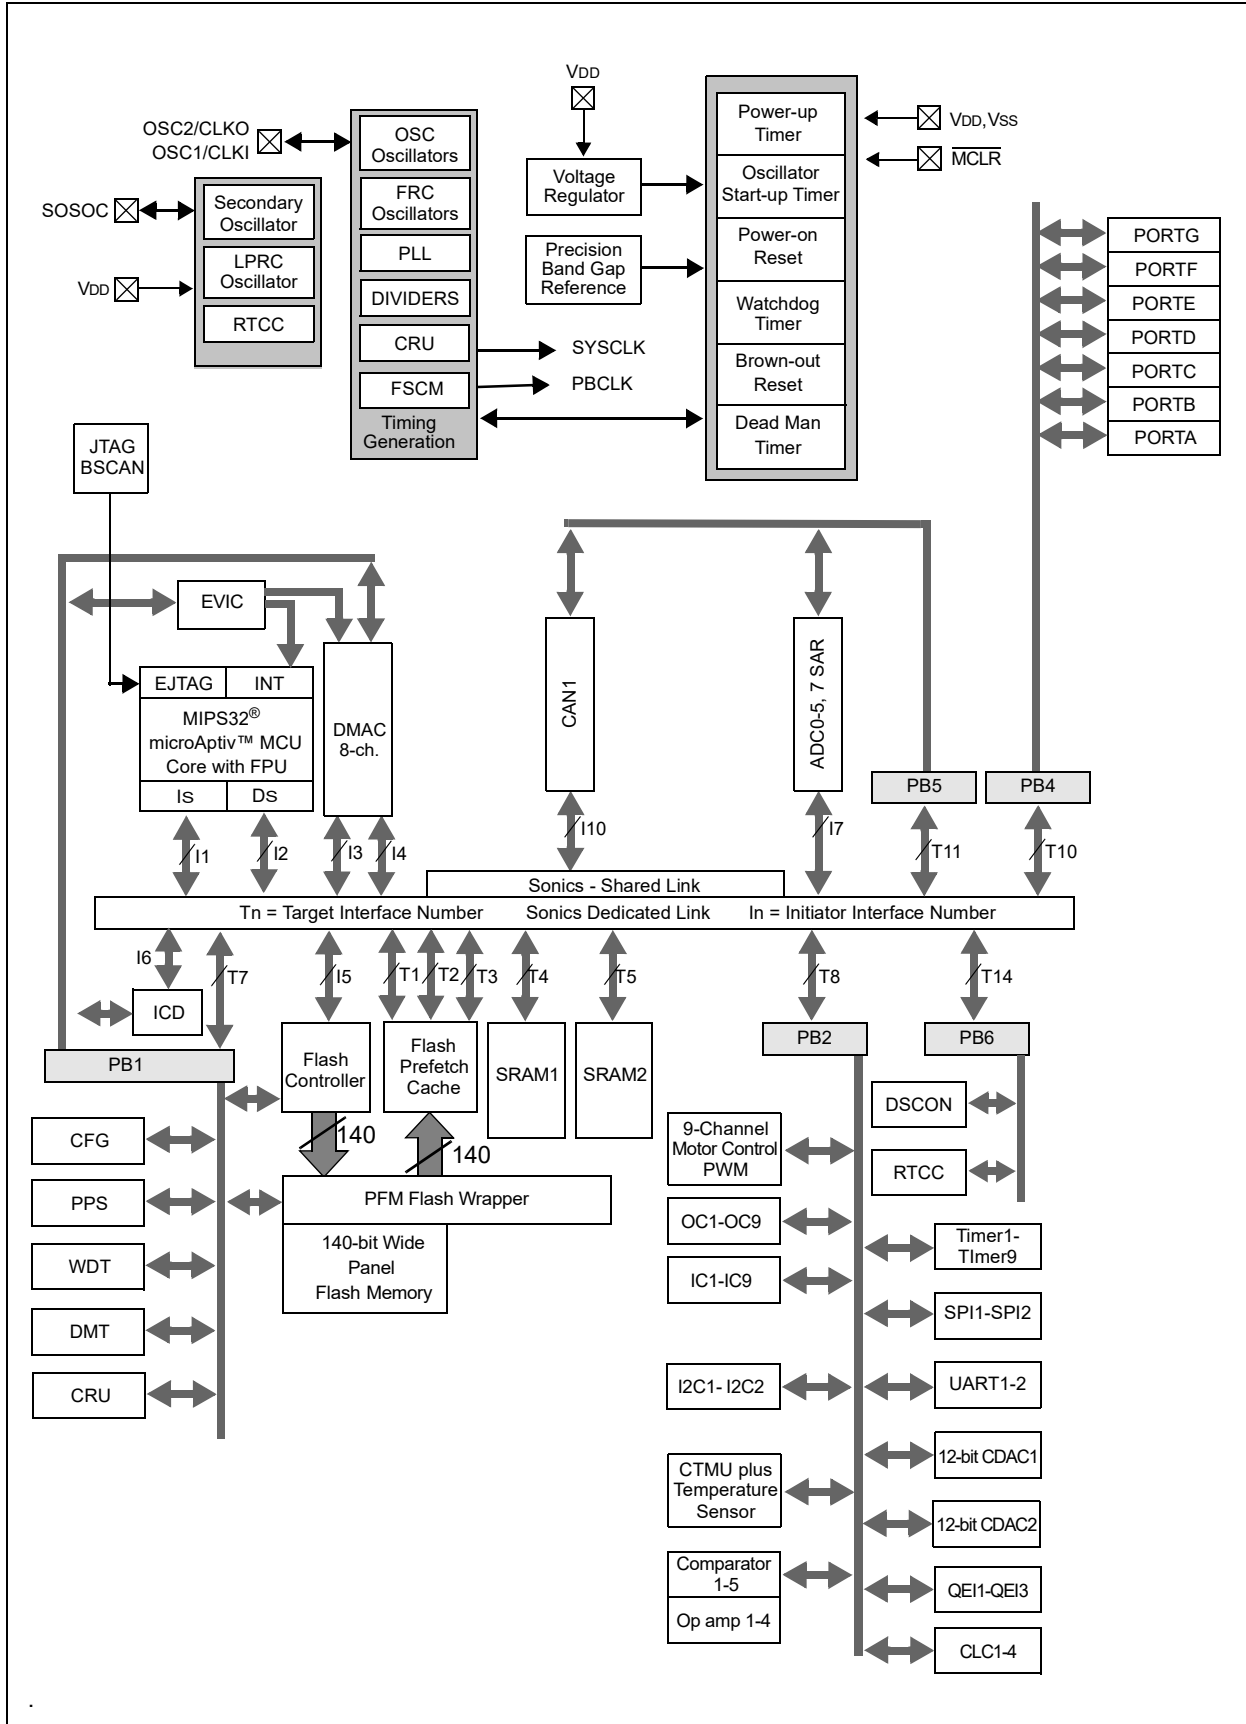 VDD
OSC2/CLKO
OSC1/CLKI
SOSOC
VDD
Secondary
Oscillator
LPRC
Oscillator
RTCC
OSC
Oscillators
FRC
Oscillators
PLL
DIVIDERS
CRU
FSCM
Timing
Generation
SYSCLK
PBCLK
Voltage
Regulator
Precision
Band Gap
Reference
Power-up
Timer
Oscillator
Start-up Timer
Power-on
Reset
Watchdog
Timer
Brown-out
Reset
Dead Man
Timer
VDD,VSS
MCLR
PORTG
PORTF
PORTE
PORTD
PORTC
PORTB
PORTA
JTAG
BSCAN
EVIC
EJTAG
INT
MIPS32®
microAptiv™ MCU
Core with FPU
IS
DS
DMAC
8-ch.
CAN1
ADC0-5, 7 SAR
PB5
PB4
I1
I2
I3
I4
I10
I7
T11
T10
Sonics - Shared Link
Tn = Target Interface Number
Sonics Dedicated Link
In = Initiator Interface Number
I6
T7
I5
T1
T2
T3
T4
T5
T8
T14
ICD
PB1
Flash
Controller
Flash
Prefetch
Cache
SRAM1
SRAM2
PB2
PB6
140
140
PFM Flash Wrapper
140-bit Wide
Panel
Flash Memory
CFG
PPS
WDT
DMT
CRU
DSCON
RTCC
9-Channel
Motor Control
PWM
OC1-OC9
IC1-IC9
I2C1- I2C2
CTMU plus
Temperature
Sensor
Comparator
1-5
Op amp 1-4
Timer1-
TImer9
SPI1-SPI2
UART1-2
12-bit CDAC1
12-bit CDAC2
QEI1-QEI3
CLC1-4
.